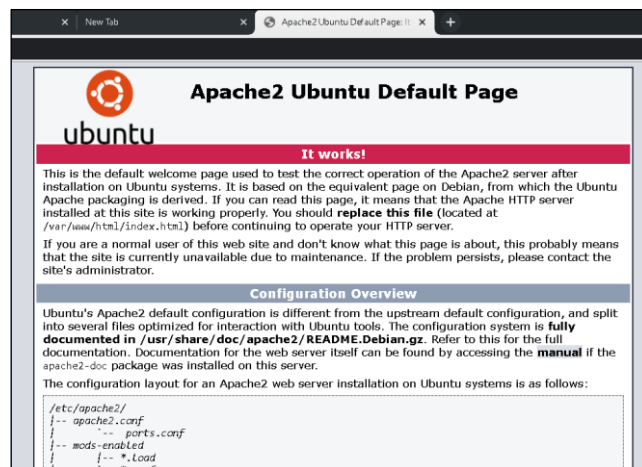 New Tab
Apache2 Ubuntu Default Page: It
Apache2 Ubuntu Default Page
ubuntu
It works!
This is the default welcome page used to test the correct operation of the Apache2 server after
installation on Ubuntu systems. It is based on the equivalent page on Debian, from which the Ubuntu
Apache packaging is derived. If you can read this page, it means that the Apache HTTP server
installed at this site is working properly. You should replace this file (located at
/var/www/html/index.html) before continuing to operate your HTTP server.
If you are a normal user of this web site and don't know what this page is about, this probably means
that the site is currently unavailable due to maintenance. If the problem persists, please contact the
site's administrator.
Configuration Overview
Ubuntu's Apache2 default configuration is different from the upstream default configuration, and split
into several files optimized for interaction with Ubuntu tools. The configuration system is fully
documented in /usr/share/doc/apache2/README.Debian.gz. Refer to this for the full
documentation. Documentation for the web server itself can be found by accessing the manual if the
apache2-doc package was installed on this server.
The configuration layout for an Apache2 web server installation on Ubuntu systems is as follows:
/etc/apache2/
|-- apache2.conf
|       `--  ports.conf
|-- mods-enabled
|       |-- *.load